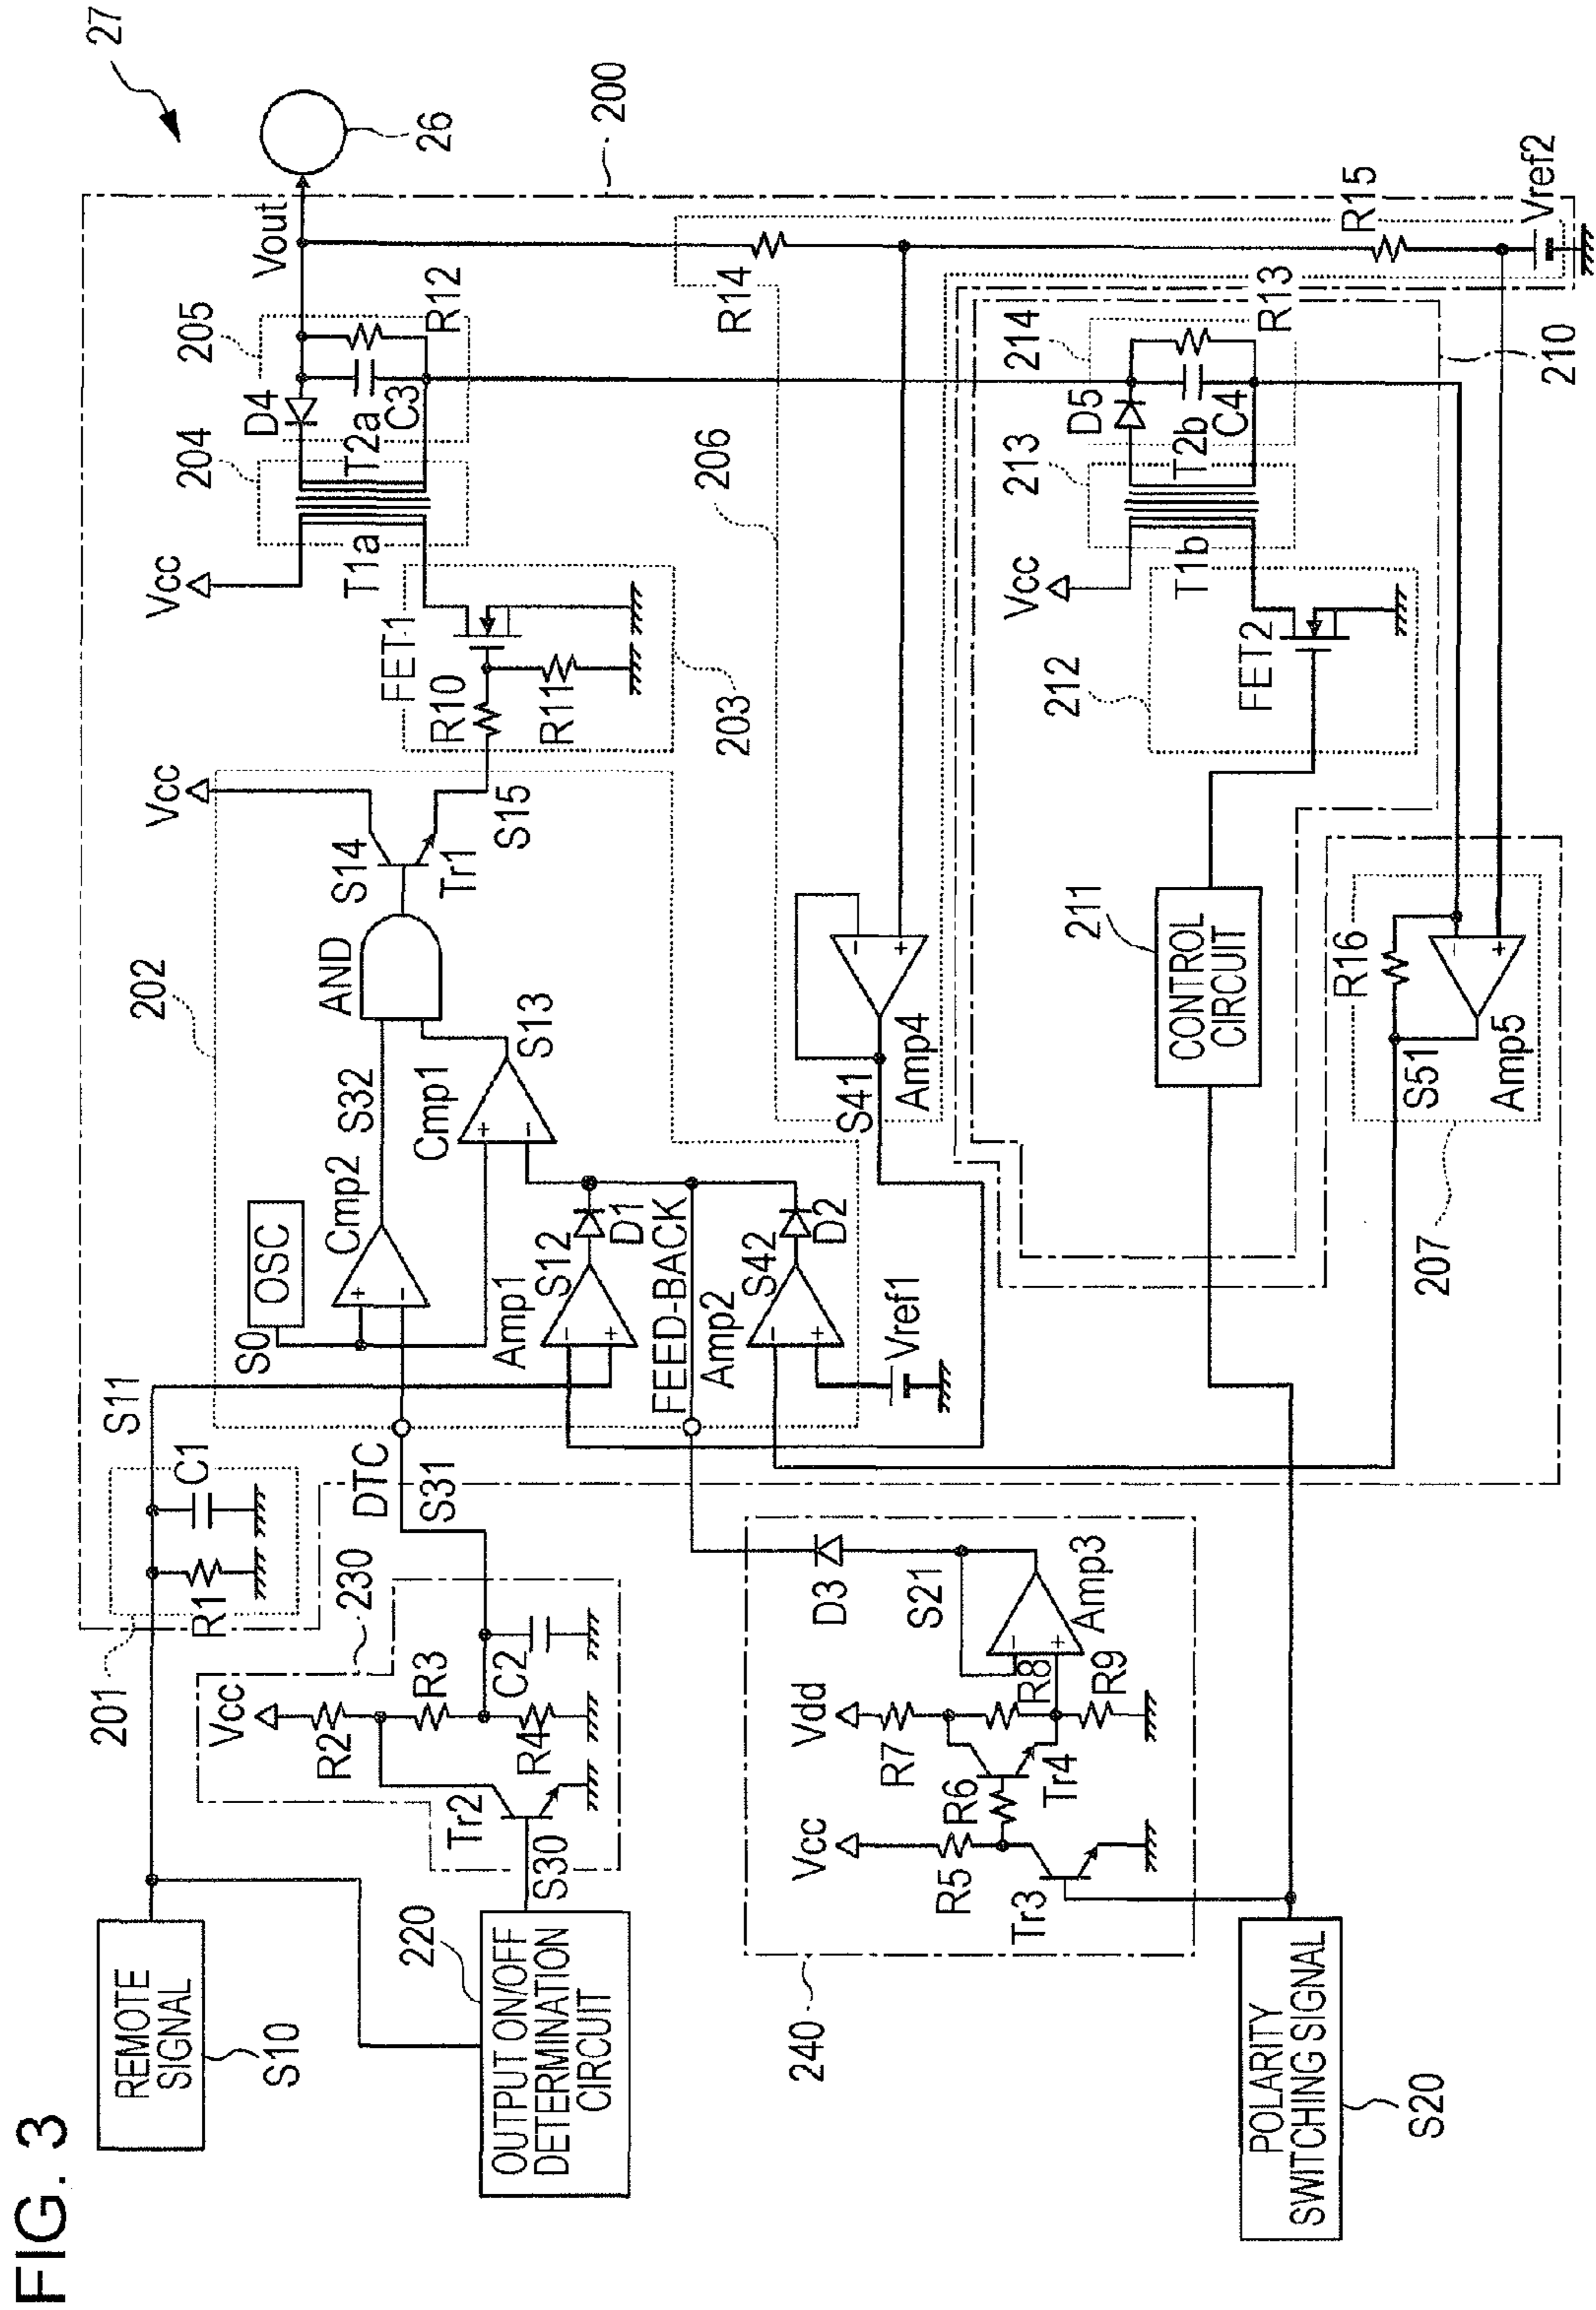 FIG. 3
27
REMOTE
SIGNAL
S10
201
R1
C1
S11
202
Vcc
Vcc
204
205
Vout
26
200
S0
OSC
Cmp2
S32
AND
S14
Tr1
S15
FET1
R10
R11
203
T1a
T2a
D4
C3
R12
230
Vcc
R2
R3
R4
C2
Tr2
S30
DTC
S31
220
OUTPUT ON/OFF
DETERMINATION
CIRCUIT
Cmp1
S13
Amp1
S12
D1
FEED-BACK
Amp2
S42
D2
Vref1
S41
Amp4
206
R14
R15
Vref2
240
Vcc
Vdd
R5
R6
R7
R8
R9
Tr3
Tr4
D3
S21
Amp3
211
CONTROL
CIRCUIT
212
FET2
Vcc
213
T1b
T2b
214
D5
C4
R13
210
207
R16
S51
Amp5
POLARITY
SWITCHING SIGNAL
S20
+
-
+
-
-
+
-
+
-
+
-
+
-
+